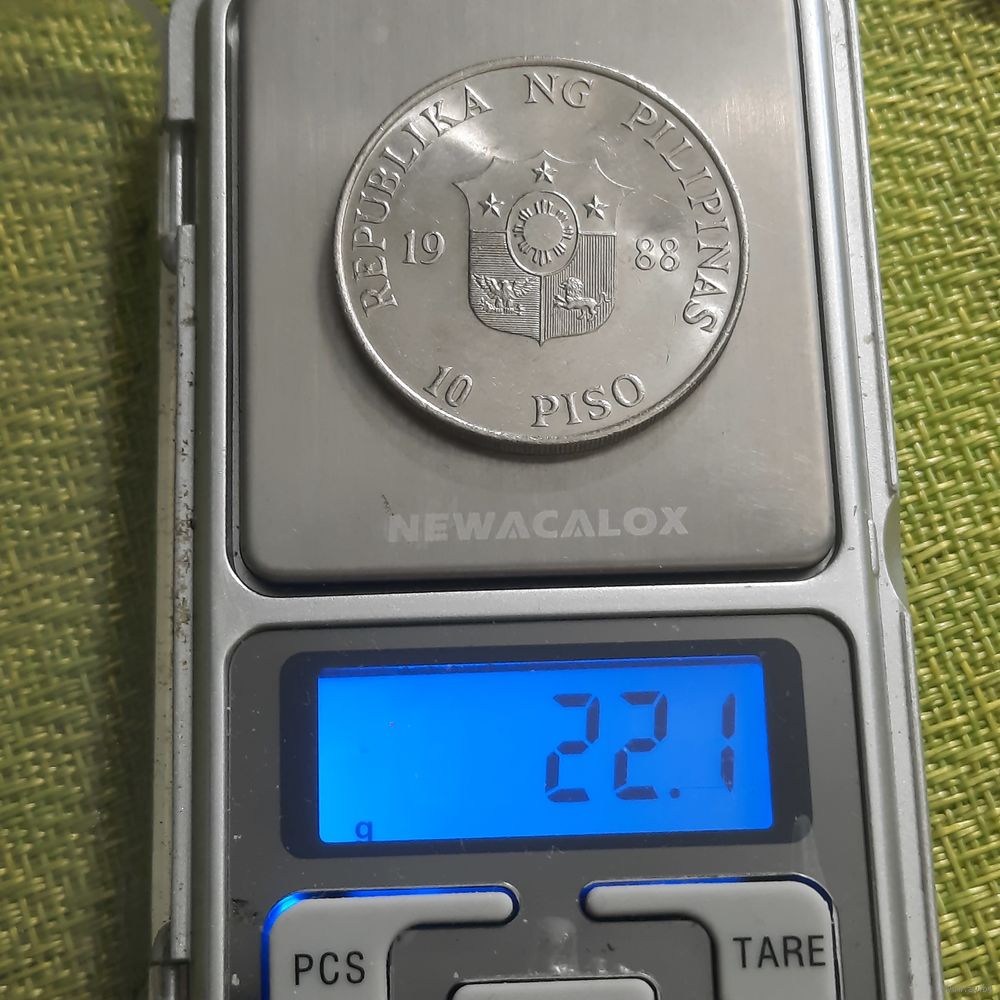 REPUBLIKA NG PILIPINAS
19 88
10 PISO
NEWACALOX
22.1
g
PCS TARE